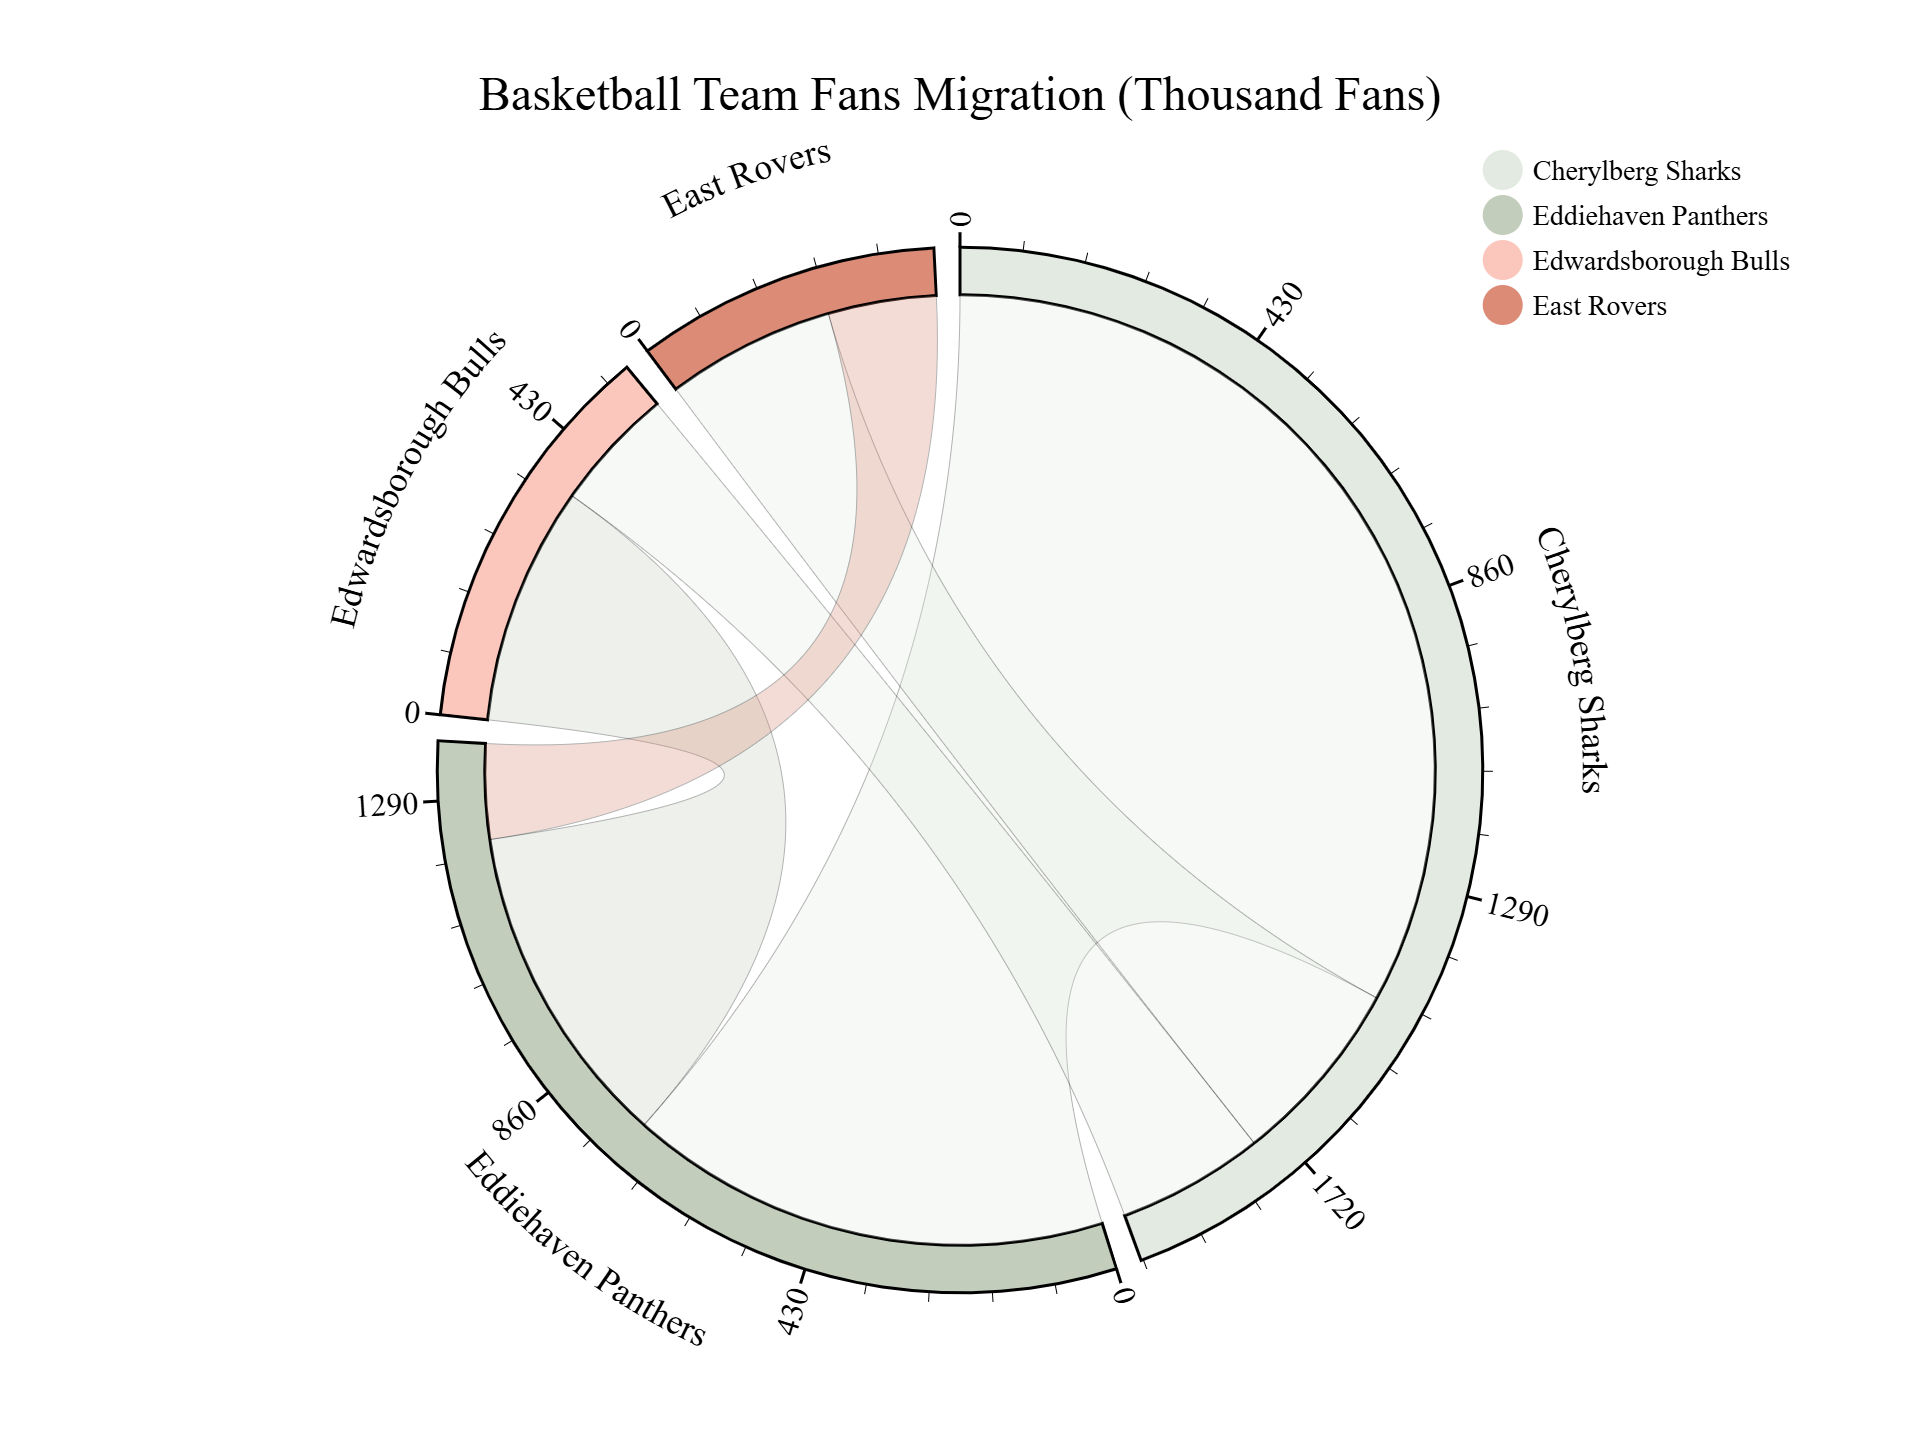 Basketball Team Fans Migration (Thousand Fans)
Cherylberg Sharks
Eddiehaven Panthers
Edwardsborough Bulls
East Rovers
East Rovers
0
430
860
1290
1720
Cherylberg Sharks
0
430
860
1290
Eddiehaven Panthers
0
430
Edwardsborough Bulls
0